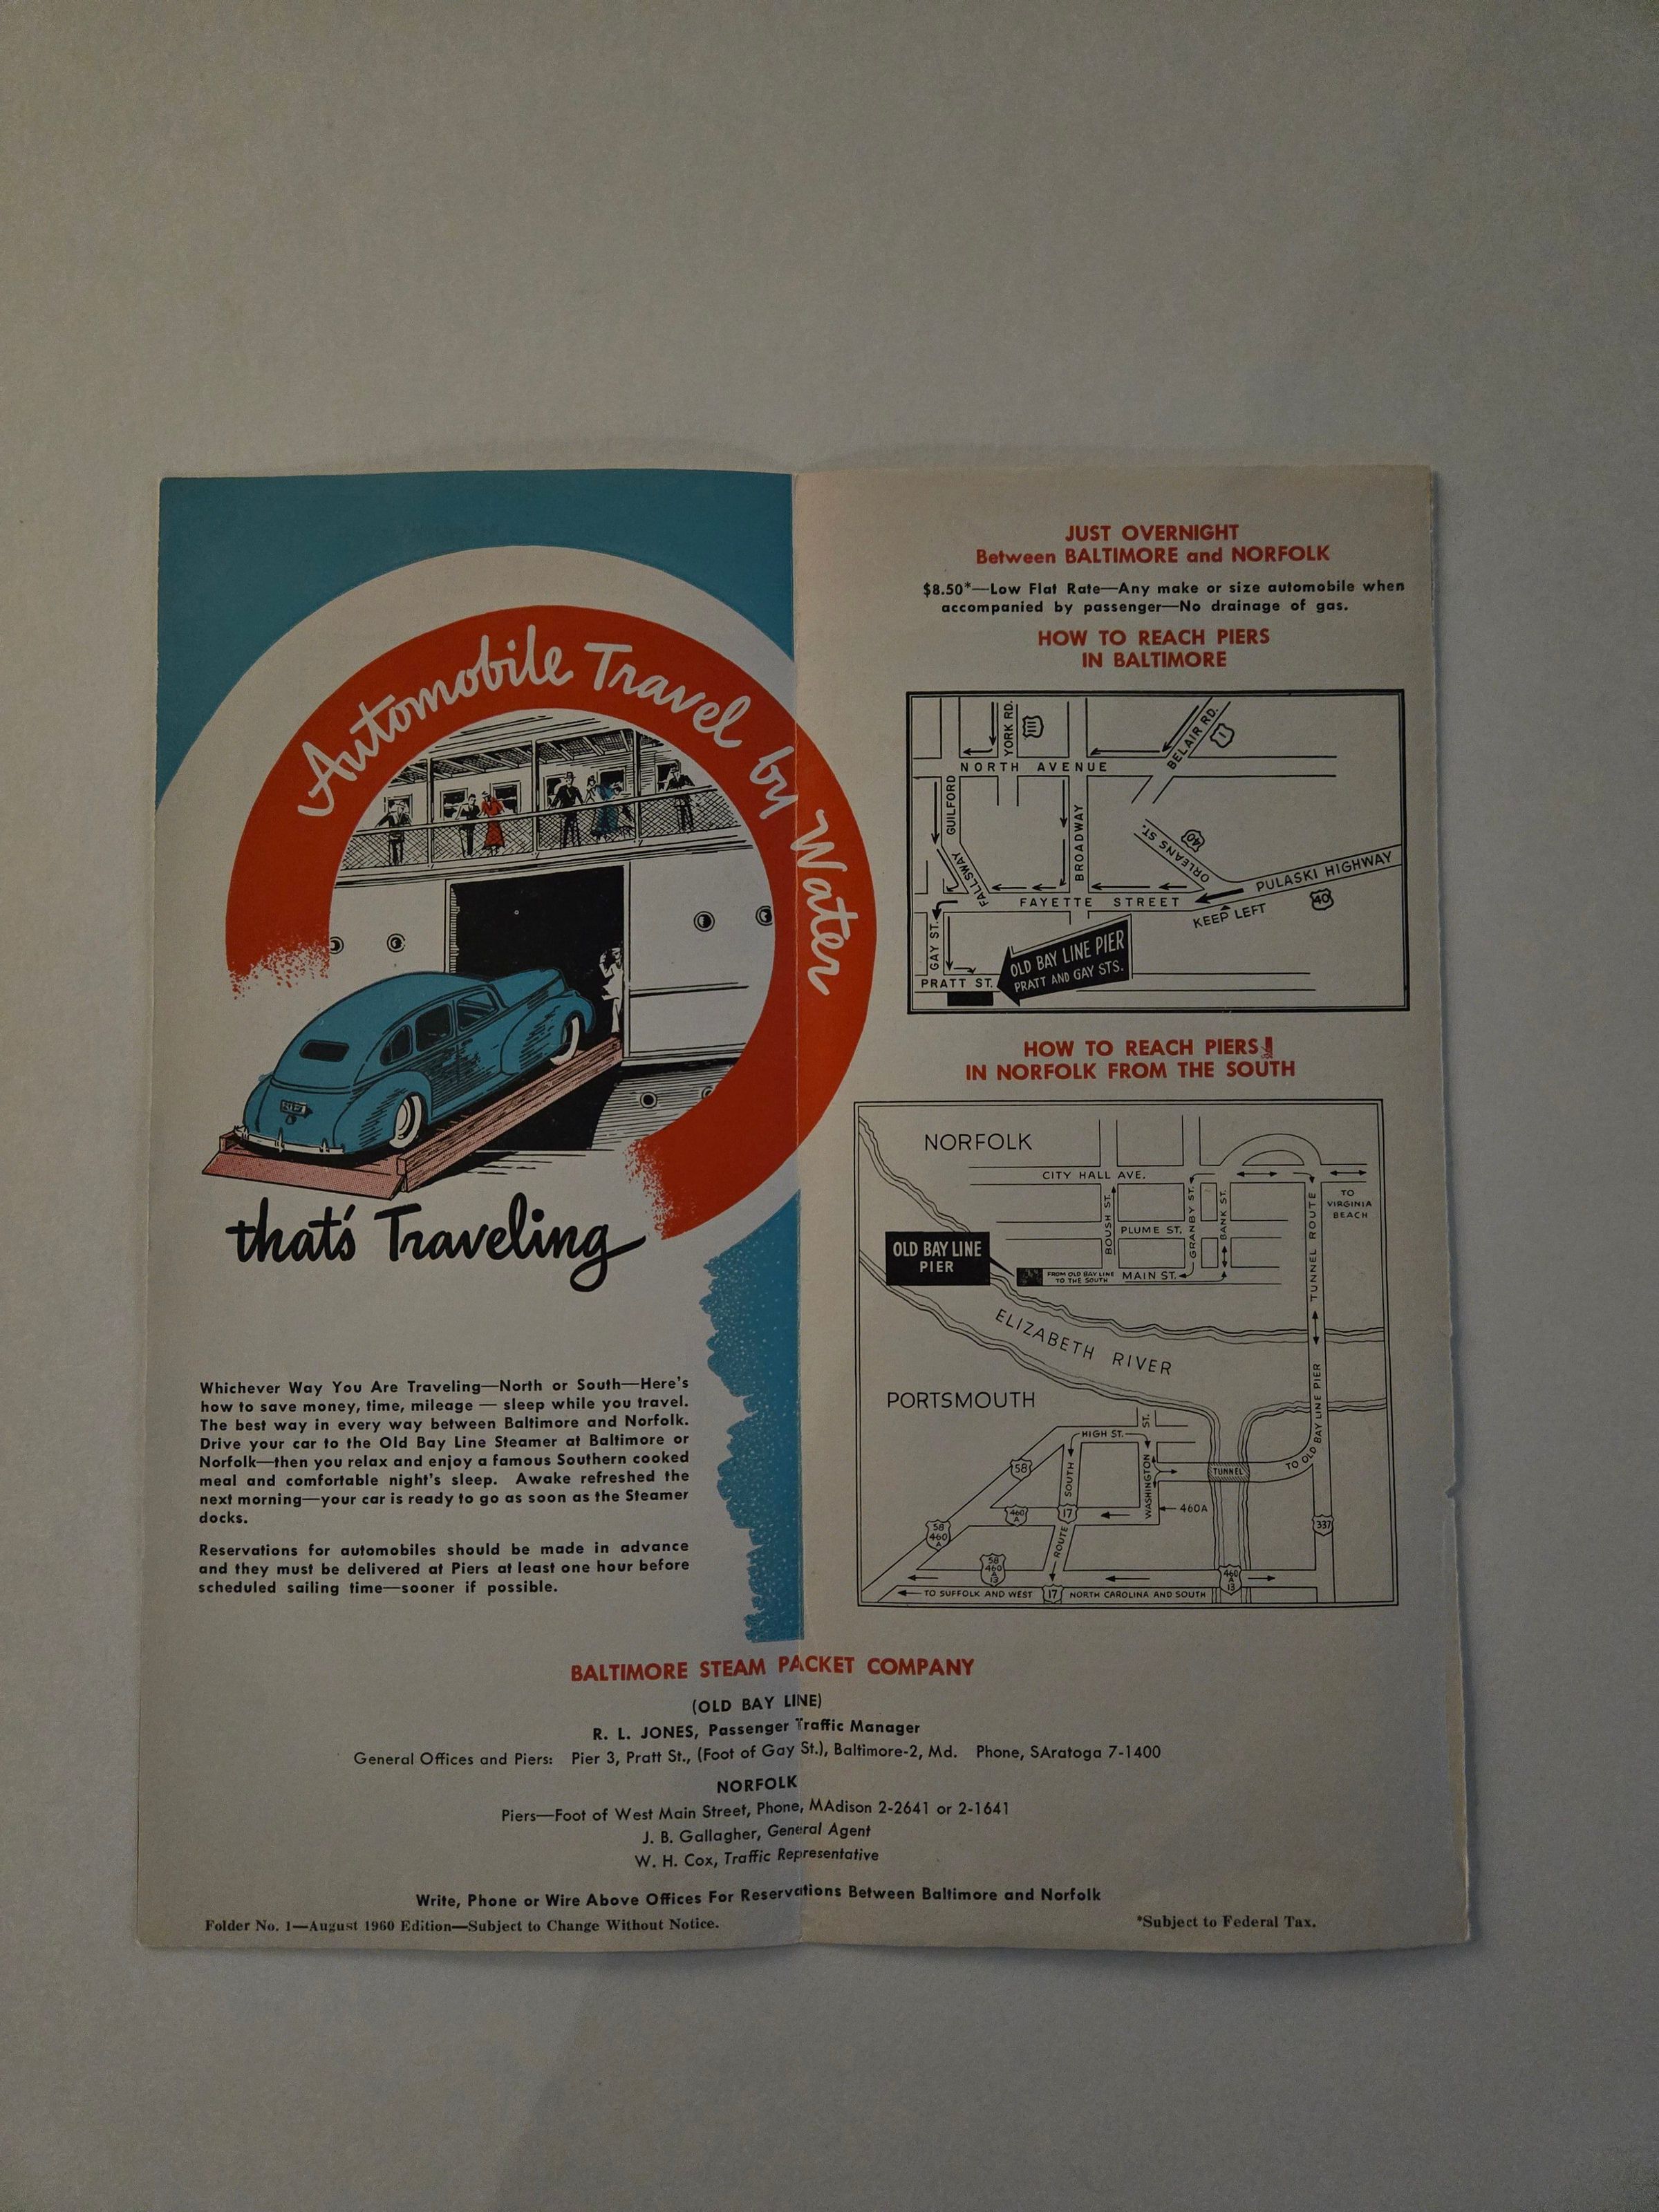 Automobile Travel by Water
that's Traveling
Whichever Way You Are Traveling—North or South—Here's
how to save money, time, mileage — sleep while you travel.
The best way in every way between Baltimore and Norfolk.
Drive your car to the Old Bay Line Steamer at Baltimore or
Norfolk—then you relax and enjoy a famous Southern cooked
meal and comfortable night's sleep. Awake refreshed the
next morning—your car is ready to go as soon as the Steamer
docks.
Reservations for automobiles should be made in advance
and they must be delivered at Piers at least one hour before
scheduled sailing time—sooner if possible.
JUST OVERNIGHT
Between BALTIMORE and NORFOLK
$8.50*—Low Flat Rate—Any make or size automobile when
accompanied by passenger—No drainage of gas.
HOW TO REACH PIERS
IN BALTIMORE
YORK RD.
111
BELAIR RD.
1
NORTH AVENUE
GUILFORD
BROADWAY
FALLSWAY
ORLEANS ST.
40
PULASKI HIGHWAY
40
KEEP LEFT
FAYETTE STREET
GAY ST.
OLD BAY LINE PIER
PRATT AND GAY STS.
PRATT ST.
HOW TO REACH PIERS
IN NORFOLK FROM THE SOUTH
NORFOLK
CITY HALL AVE.
TO
VIRGINIA
BEACH
BOUSH ST.
PLUME ST.
GRANBY ST.
BANK ST.
TUNNEL ROUTE
OLD BAY LINE
PIER
FROM OLD BAY LINE
TO THE SOUTH
MAIN ST.
ELIZABETH RIVER
PORTSMOUTH
HIGH ST.
ST.
WASHINGTON
58
SOUTH
TUNNEL
TO OLD BAY LINE PIER
460
A
17
460A
58
460
A
ROUTE
337
58
460
A
13
460
A
13
TO SUFFOLK AND WEST
17
NORTH CAROLINA AND SOUTH
BALTIMORE STEAM PACKET COMPANY
(OLD BAY LINE)
R. L. JONES, Passenger Traffic Manager
General Offices and Piers: Pier 3, Pratt St., (Foot of Gay St.), Baltimore-2, Md. Phone, SAratoga 7-1400
NORFOLK
Piers—Foot of West Main Street, Phone, MAdison 2-2641 or 2-1641
J. B. Gallagher, General Agent
W. H. Cox, Traffic Representative
Write, Phone or Wire Above Offices For Reservations Between Baltimore and Norfolk
Folder No. 1—August 1960 Edition—Subject to Change Without Notice.
*Subject to Federal Tax.